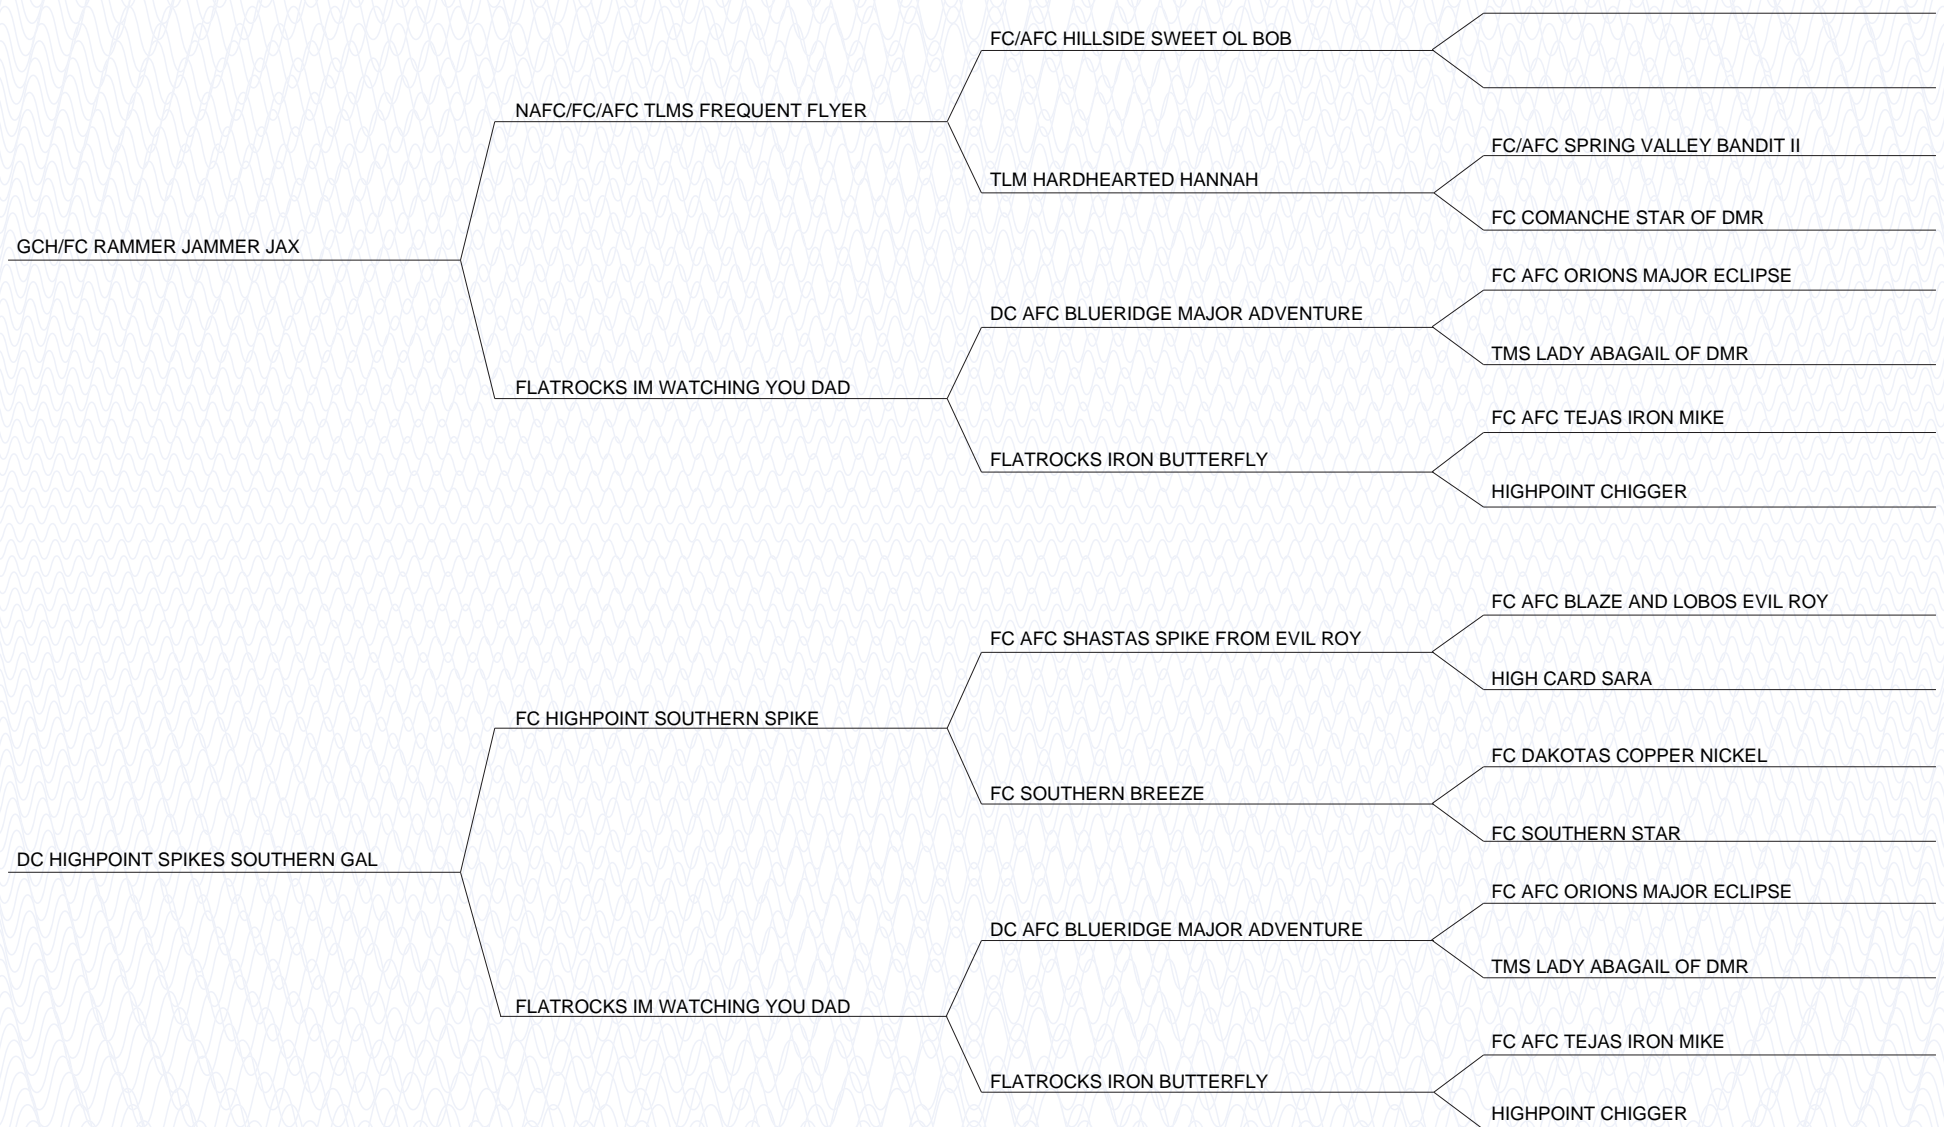 FC/AFC HILLSIDE SWEET OL BOB
NAFC/FC/AFC TLMS FREQUENT FLYER
FC/AFC SPRING VALLEY BANDIT II
TLM HARDHEARTED HANNAH
FC COMANCHE STAR OF DMR
GCH/FC RAMMER JAMMER JAX
FC AFC ORIONS MAJOR ECLIPSE
DC AFC BLUERIDGE MAJOR ADVENTURE
TMS LADY ABAGAIL OF DMR
FLATROCKS IM WATCHING YOU DAD
FC AFC TEJAS IRON MIKE
FLATROCKS IRON BUTTERFLY
HIGHPOINT CHIGGER
FC AFC BLAZE AND LOBOS EVIL ROY
FC AFC SHASTAS SPIKE FROM EVIL ROY
HIGH CARD SARA
FC HIGHPOINT SOUTHERN SPIKE
FC DAKOTAS COPPER NICKEL
FC SOUTHERN BREEZE
FC SOUTHERN STAR
DC HIGHPOINT SPIKES SOUTHERN GAL
FC AFC ORIONS MAJOR ECLIPSE
DC AFC BLUERIDGE MAJOR ADVENTURE
TMS LADY ABAGAIL OF DMR
FLATROCKS IM WATCHING YOU DAD
FC AFC TEJAS IRON MIKE
FLATROCKS IRON BUTTERFLY
HIGHPOINT CHIGGER